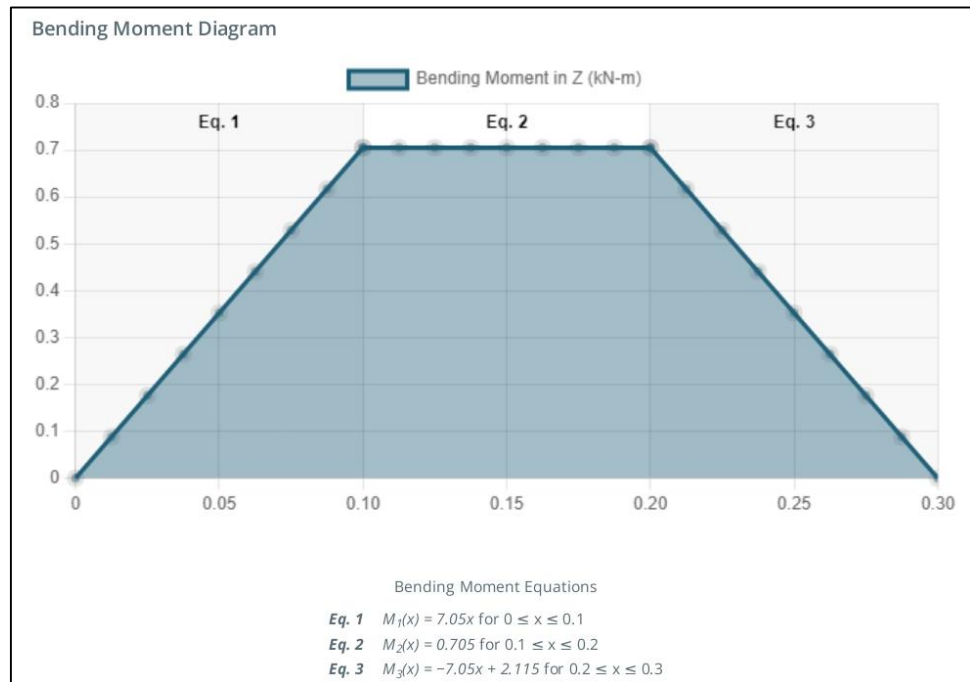 Bending Moment Diagram
Bending Moment in Z (kN-m)
0.8
Eq. 1 Eq. 2 Eq. 3
0.7
0.6
0.5
0.4
0.3
0.2
0.1
0
0 0.05 0.10 0.15 0.20 0.25 0.30
Bending Moment Equations
Eq. 1 M₁(x) = 7.05x for 0 ≤ x ≤ 0.1
Eq. 2 M₂(x) = 0.705 for 0.1 ≤ x ≤ 0.2
Eq. 3 M₃(x) = −7.05x + 2.115 for 0.2 ≤ x ≤ 0.3